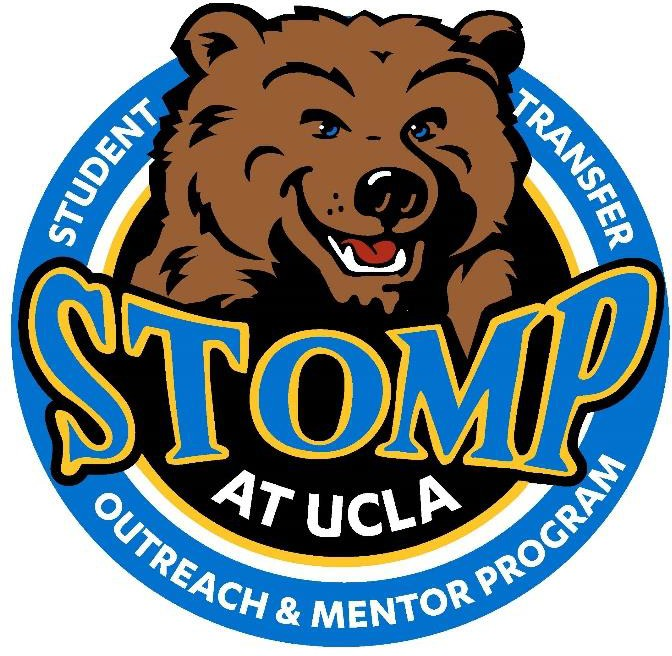 STUDENT TRANSFER
STOMP
AT UCLA
OUTREACH & MENTOR PROGRAM